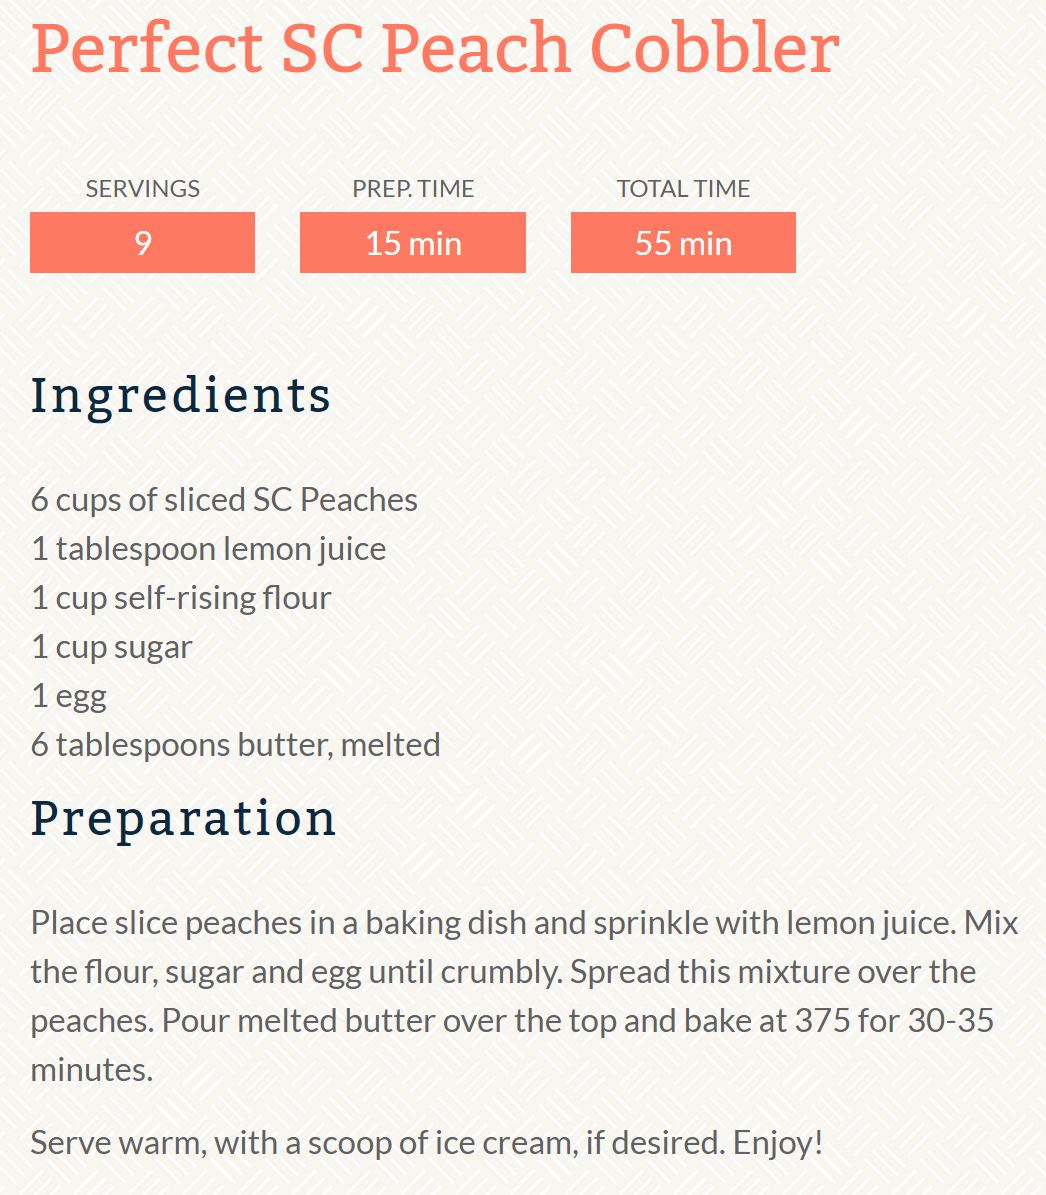 Perfect SC Peach Cobbler
SERVINGS
9
PREP. TIME
15 min
TOTAL TIME
55 min
Ingredients
6 cups of sliced SC Peaches
1 tablespoon lemon juice
1 cup self-rising flour
1 cup sugar
1 egg
6 tablespoons butter, melted
Preparation
Place slice peaches in a baking dish and sprinkle with lemon juice. Mix
the flour, sugar and egg until crumbly. Spread this mixture over the
peaches. Pour melted butter over the top and bake at 375 for 30-35
minutes.
Serve warm, with a scoop of ice cream, if desired. Enjoy!